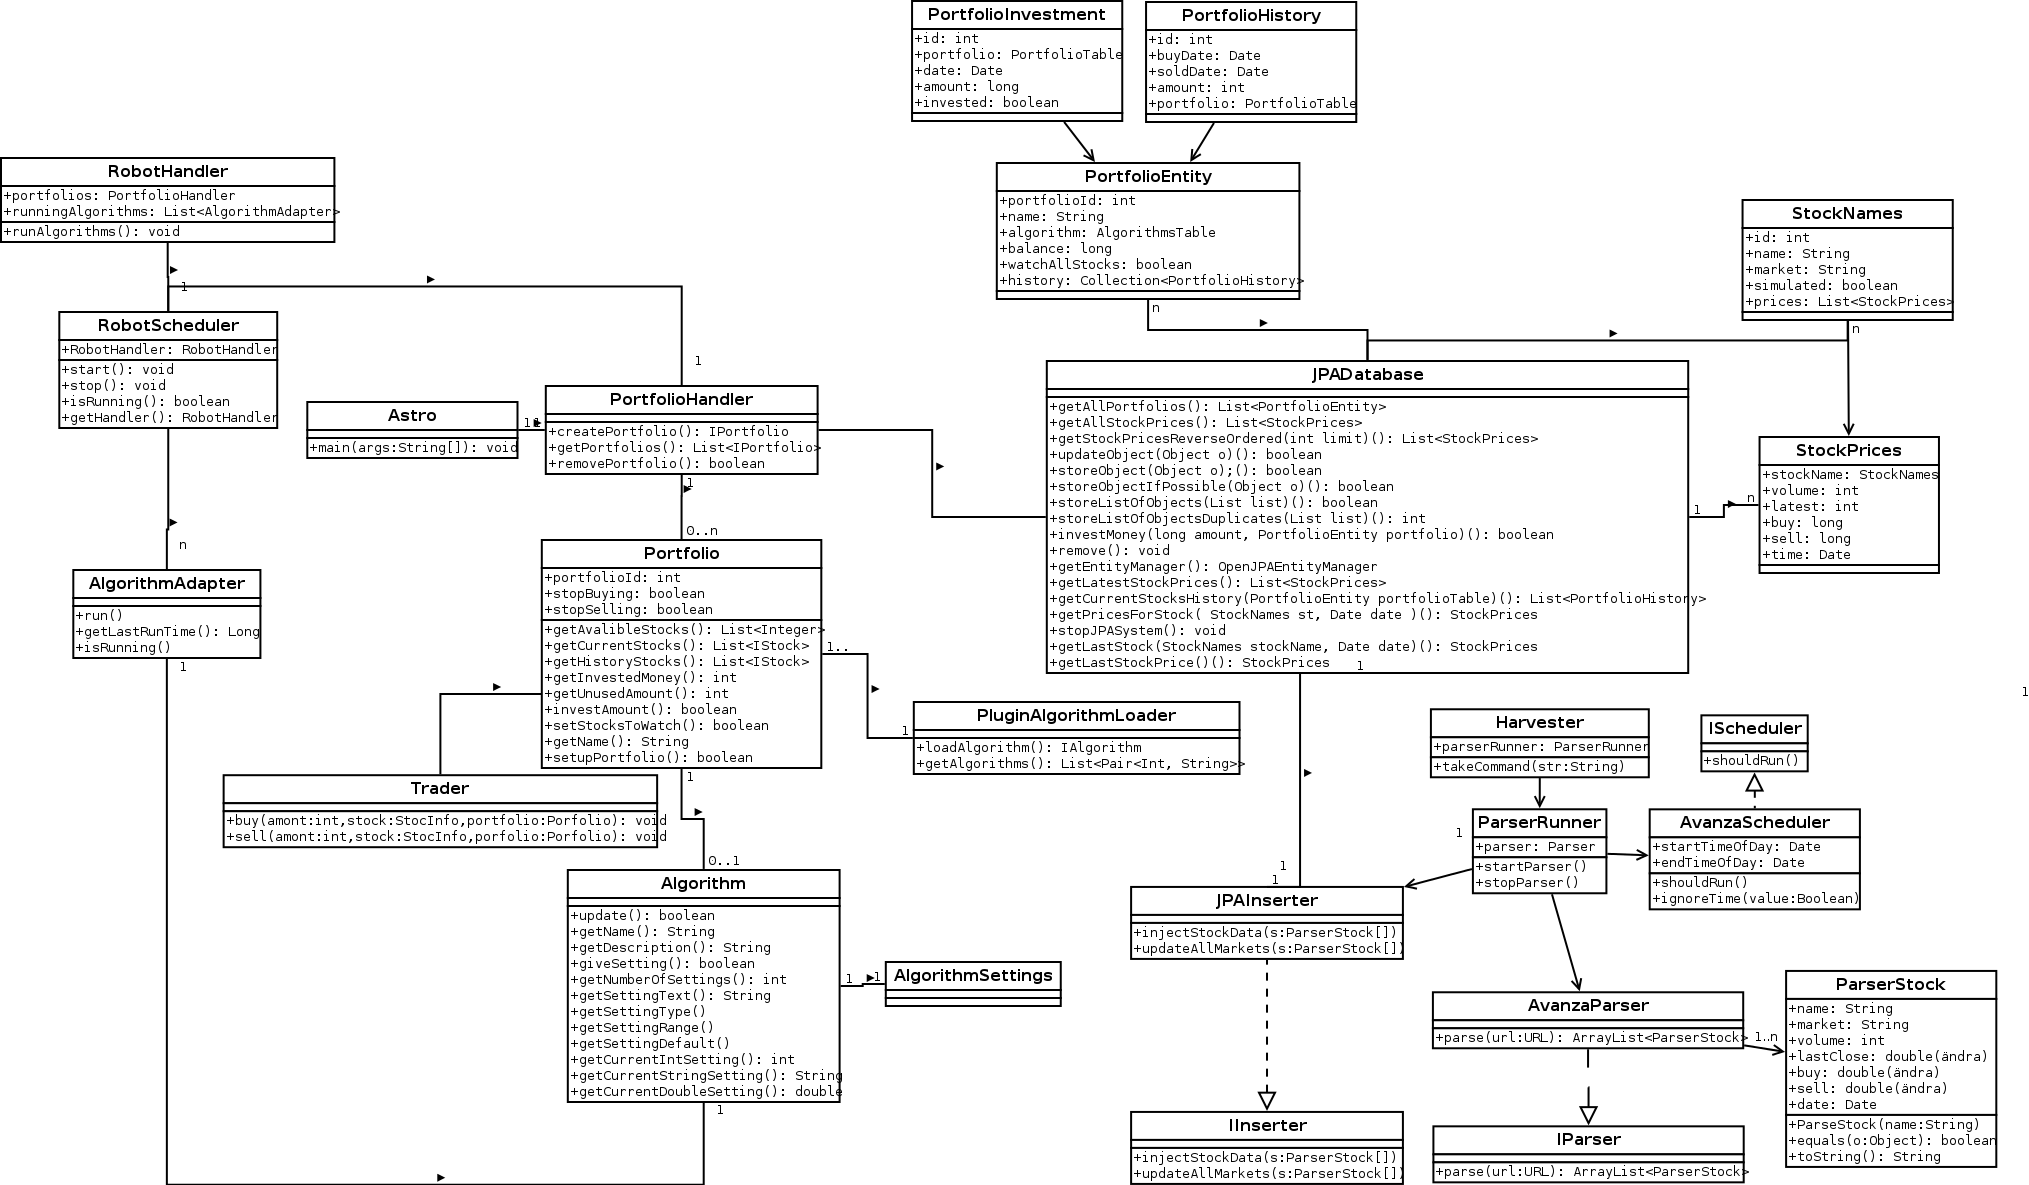 PortfolioInvestment
+id: int
+portfolio: PortfolioTable
+date: Date
+amount: long
+invested: boolean
PortfolioHistory
+id: int
+buyDate: Date
+soldDate: Date
+amount: int
+portfolio: PortfolioTable
RobotHandler
+portfolios: PortfolioHandler
+runningAlgorithms: List<AlgorithmAdapter>
+runAlgorithms(): void
PortfolioEntity
+portfolioId: int
+name: String
+algorithm: AlgorithmsTable
+balance: long
+watchAllStocks: boolean
+history: Collection<PortfolioHistory>
n
StockNames
+id: int
+name: String
+market: String
+simulated: boolean
+prices: List<StockPrices>
n
1
RobotScheduler
+RobotHandler: RobotHandler
+start(): void
+stop(): void
+isRunning(): boolean
+getHandler(): RobotHandler
n
1
Astro
+main(args:String[]): void
1
1
PortfolioHandler
+createPortfolio(): IPortfolio
+getPortfolios(): List<IPortfolio>
+removePortfolio(): boolean
1
0..n
JPADatabase
+getAllPortfolios(): List<PortfolioEntity>
+getAllStockPrices(): List<StockPrices>
+getStockPricesReverseOrdered(int limit)(): List<StockPrices>
+updateObject(Object o)(): boolean
+storeObject(Object o);(): boolean
+storeObjectIfPossible(Object o)(): boolean
+storeListOfObjects(List list)(): boolean
+storeListOfObjectsDuplicates(List list)(): int
+investMoney(long amount, PortfolioEntity portfolio)(): boolean
+remove(): void
+getEntityManager(): OpenJPAEntityManager
+getLatestStockPrices(): List<StockPrices>
+getCurrentStocksHistory(PortfolioEntity portfolioTable)(): List<PortfolioHistory>
+getPricesForStock( StockNames st, Date date )(): StockPrices
+stopJPASystem(): void
+getLastStock(StockNames stockName, Date date)(): StockPrices
+getLastStockPrice()(): StockPrices
1
1
n
StockPrices
+stockName: StockNames
+volume: int
+latest: int
+buy: long
+sell: long
+time: Date
1
AlgorithmAdapter
+run()
+getLastRunTime(): Long
+isRunning()
1
Portfolio
+portfolioId: int
+stopBuying: boolean
+stopSelling: boolean
+getAvalibleStocks(): List<Integer>
+getCurrentStocks(): List<IStock>
+getHistoryStocks(): List<IStock>
+getInvestedMoney(): int
+getUnusedAmount(): int
+investAmount(): boolean
+setStocksToWatch(): boolean
+getName(): String
+setupPortfolio(): boolean
1..
1
1
PluginAlgorithmLoader
+loadAlgorithm(): IAlgorithm
+getAlgorithms(): List<Pair<Int, String>>
Trader
+buy(amont:int,stock:StocInfo,portfolio:Porfolio): void
+sell(amont:int,stock:StocInfo,porfolio:Porfolio): void
0..1
Algorithm
+update(): boolean
+getName(): String
+getDescription(): String
+giveSetting(): boolean
+getNumberOfSettings(): int
+getSettingText(): String
+getSettingType()
+getSettingRange()
+getSettingDefault()
+getCurrentIntSetting(): int
+getCurrentStringSetting(): String
+getCurrentDoubleSetting(): double
1
1
1
AlgorithmSettings
Harvester
+parserRunner: ParserRunner
+takeCommand(str:String)
IScheduler
+shouldRun()
1
ParserRunner
+parser: Parser
+startParser()
+stopParser()
AvanzaScheduler
+startTimeOfDay: Date
+endTimeOfDay: Date
+shouldRun()
+ignoreTime(value:Boolean)
1
1
JPAInserter
+injectStockData(s:ParserStock[])
+updateAllMarkets(s:ParserStock[])
AvanzaParser
+parse(url:URL): ArrayList<ParserStock>
1..n
ParserStock
+name: String
+market: String
+volume: int
+lastClose: double(ändra)
+buy: double(ändra)
+sell: double(ändra)
+date: Date
+ParseStock(name:String)
+equals(o:Object): boolean
+toString(): String
IInserter
+injectStockData(s:ParserStock[])
+updateAllMarkets(s:ParserStock[])
IParser
+parse(url:URL): ArrayList<ParserStock>